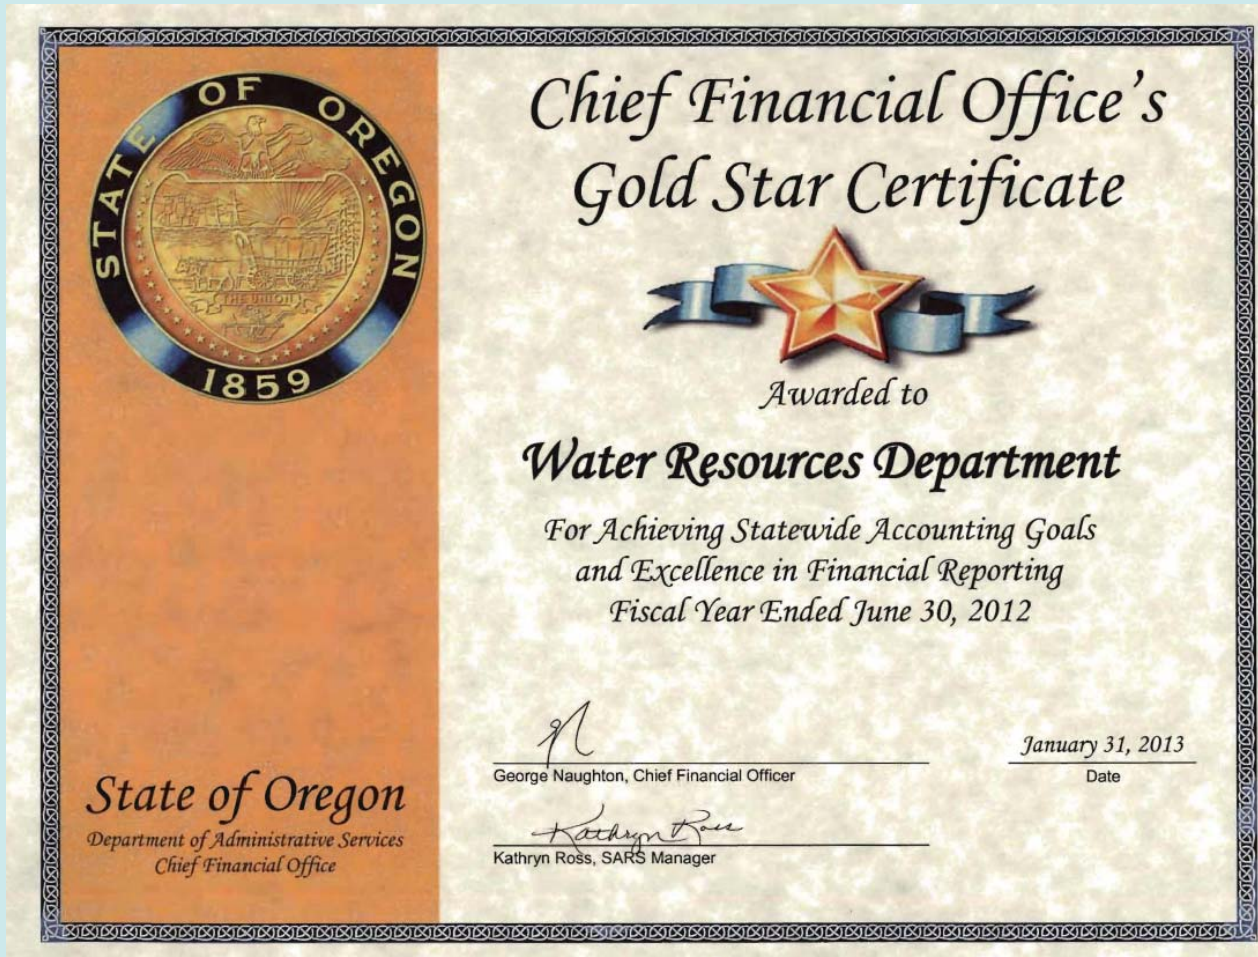 STATE OF OREGON
THE UNION
1859
State of Oregon
Department of Administrative Services
Chief Financial Office
Chief Financial Office's
Gold Star Certificate
Awarded to
Water Resources Department
For Achieving Statewide Accounting Goals
and Excellence in Financial Reporting
Fiscal Year Ended June 30, 2012
George Naughton, Chief Financial Officer
January 31, 2013
Date
Kathryn Ross
Kathryn Ross, SARS Manager